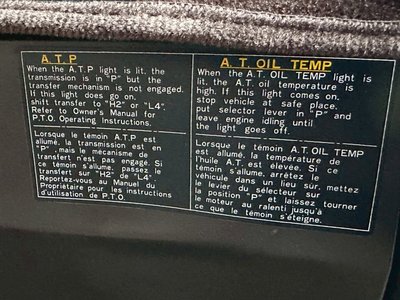 A.T.P
When the A.T.P light is lit, the
transmission is in "P" but the
transfer mechanism is not engaged.
If this light goes on,
shift transfer to "H2" or "L4".
Refer to Owner's Manual for
P.T.O. Operating Instructions.
Lorsque le témoin A.T.P est
allumé, la transmission est en
"P", mais le mécanisme de
transfert n'est pas engagé. Si
ce témoin s'allume, passez le
transfert sur "H2" de "L4".
Reportez-vous au Manuel du
Propriétaire pour les instructions
d'utilisation de P.T.O.
A.T. OIL TEMP
When the A.T. OIL TEMP light is
lit, the A.T. oil temperature is
high. If this light comes on,
stop vehicle at safe place,
put selector lever in "P" and
leave engine idling until
the light goes off.
Lorsque le témoin A.T. OIL TEMP
est allumé, la température de
l'huile A.T. est élevée. Si ce
témoin s'allume, arrêtez le
véhicule dans un lieu sûr, mettez
le levier du sélecteur sur
la position "P" et laissez tourner
le moteur au ralenti jusqu'à
ce que le témoin s'éteigne.